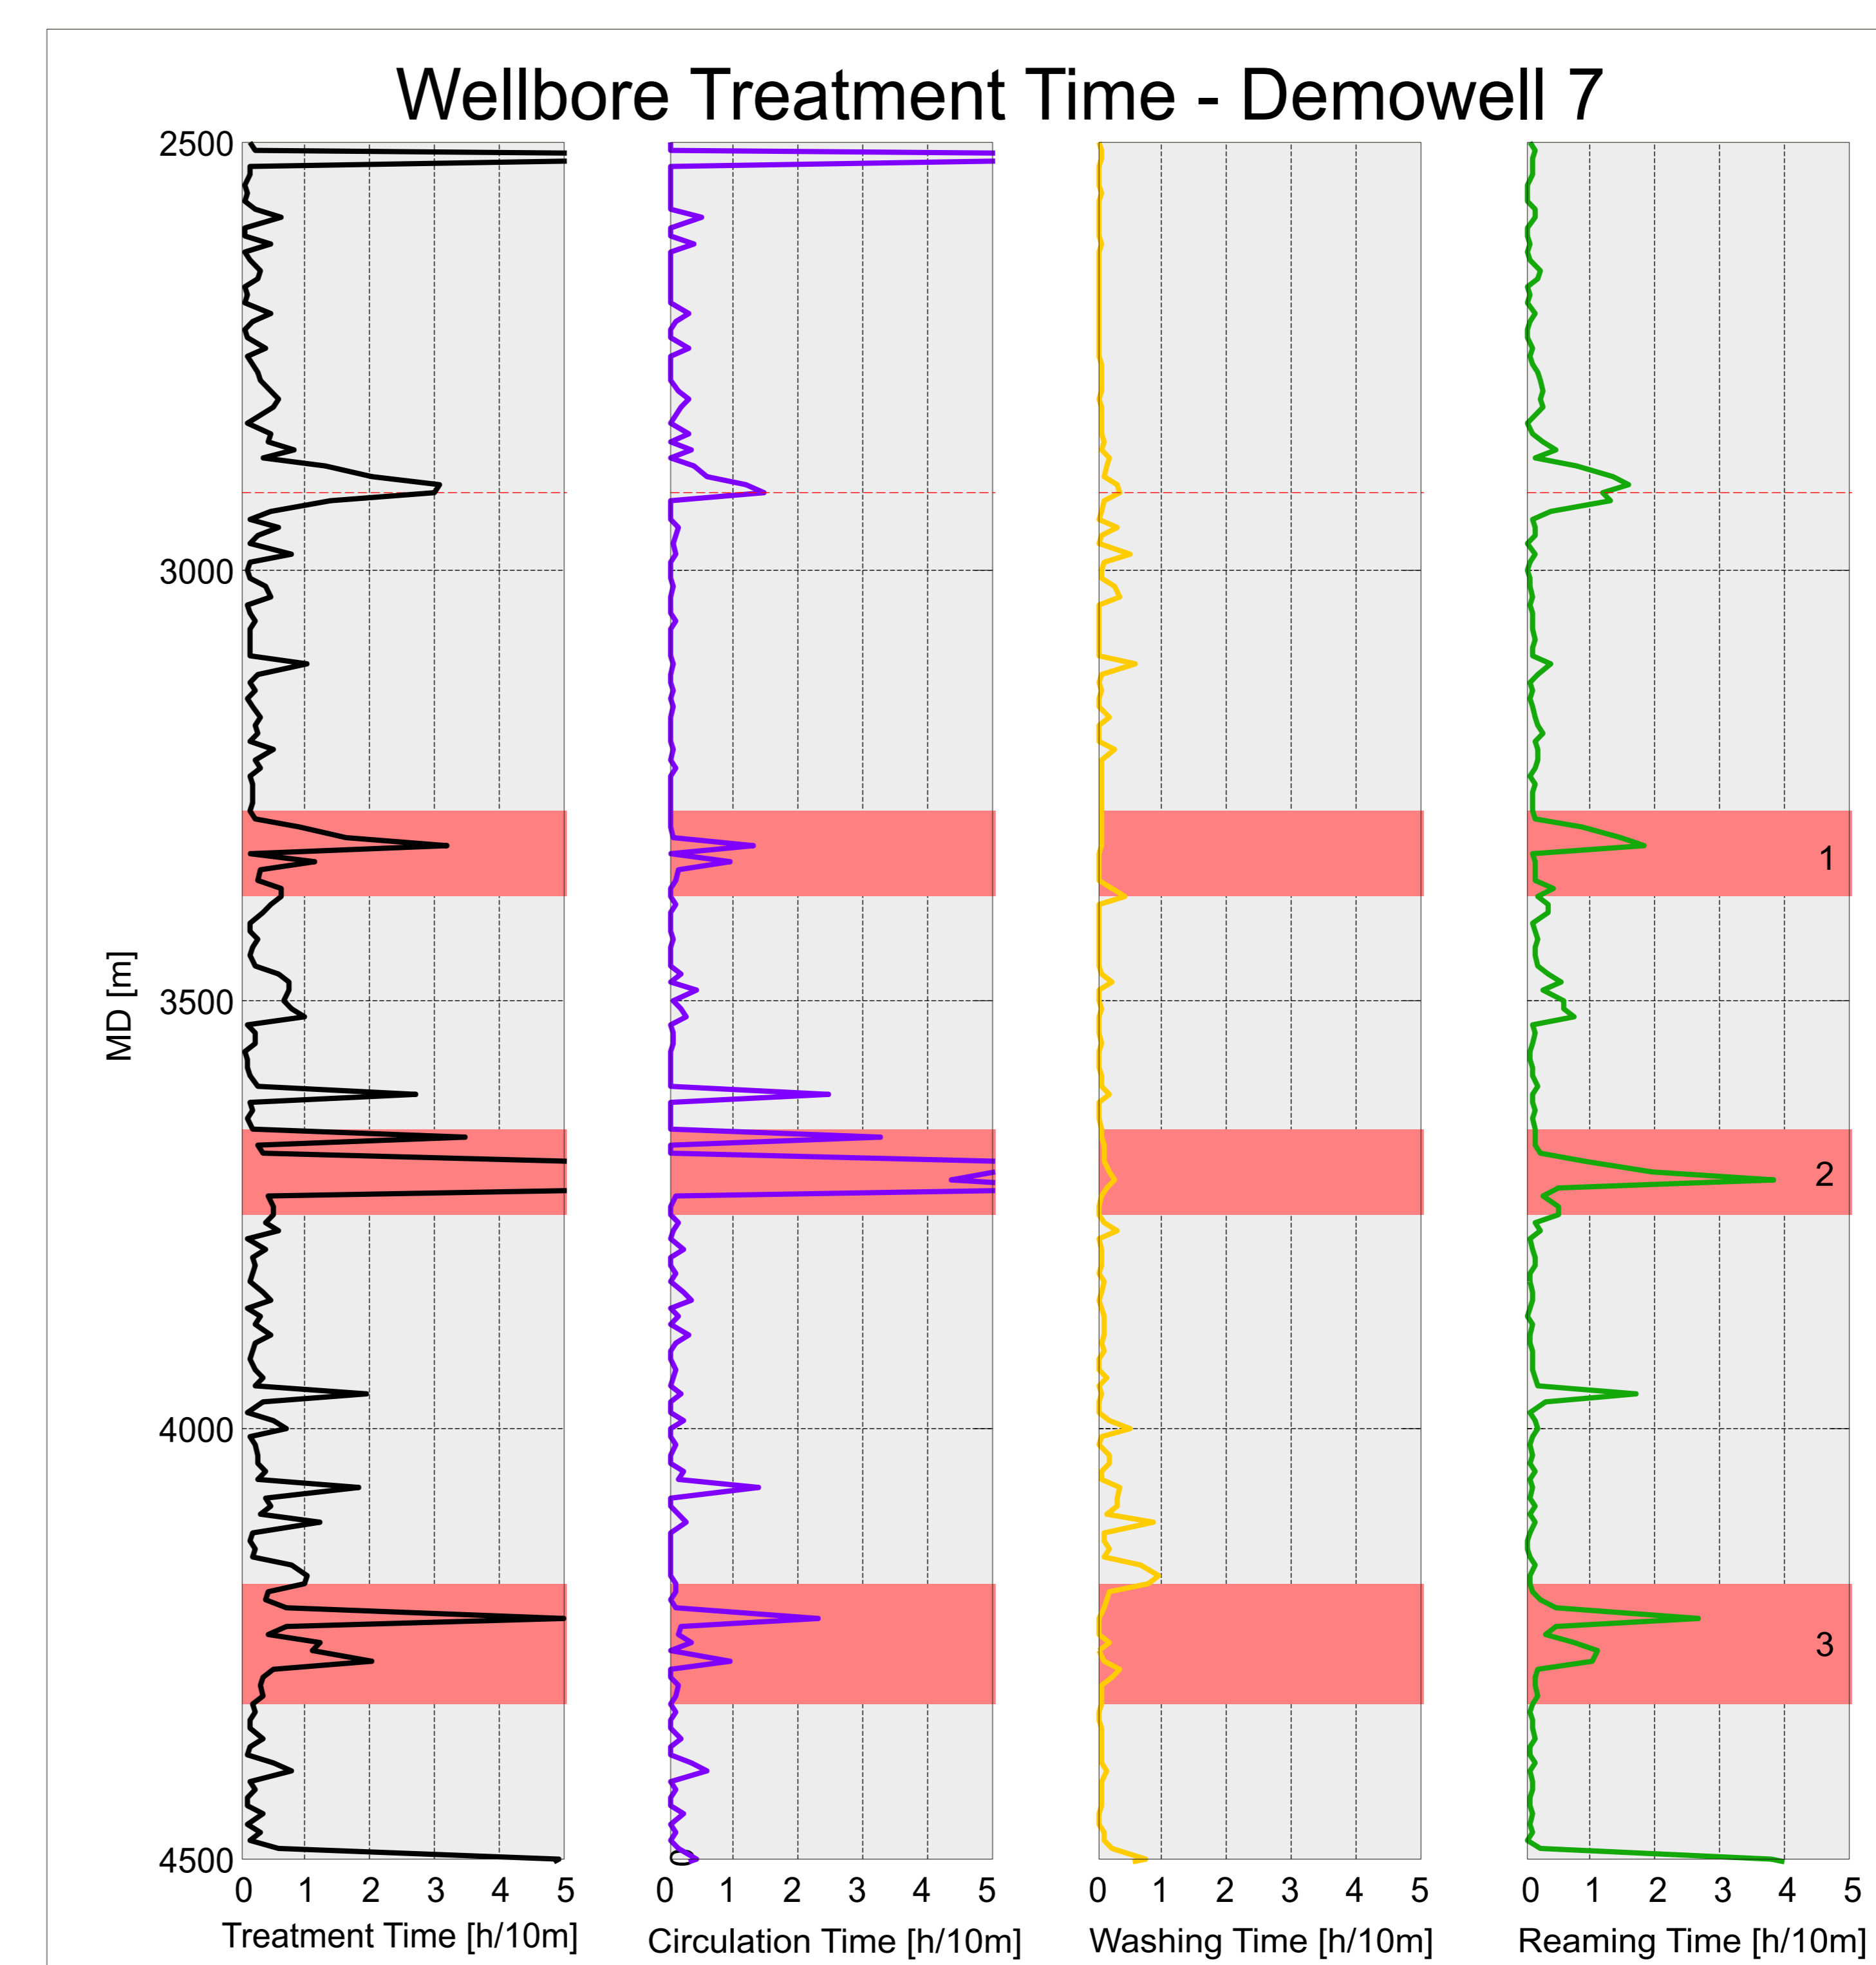 Wellbore Treatment Time - Demowell 7
2500
3000
3500
4000
4500
MD [m]
1
2
3
0 1 2 3 4 5
0 1 2 3 4 5
0 1 2 3 4 5
0 1 2 3 4 5
Treatment Time [h/10m]
Circulation Time [h/10m]
Washing Time [h/10m]
Reaming Time [h/10m]